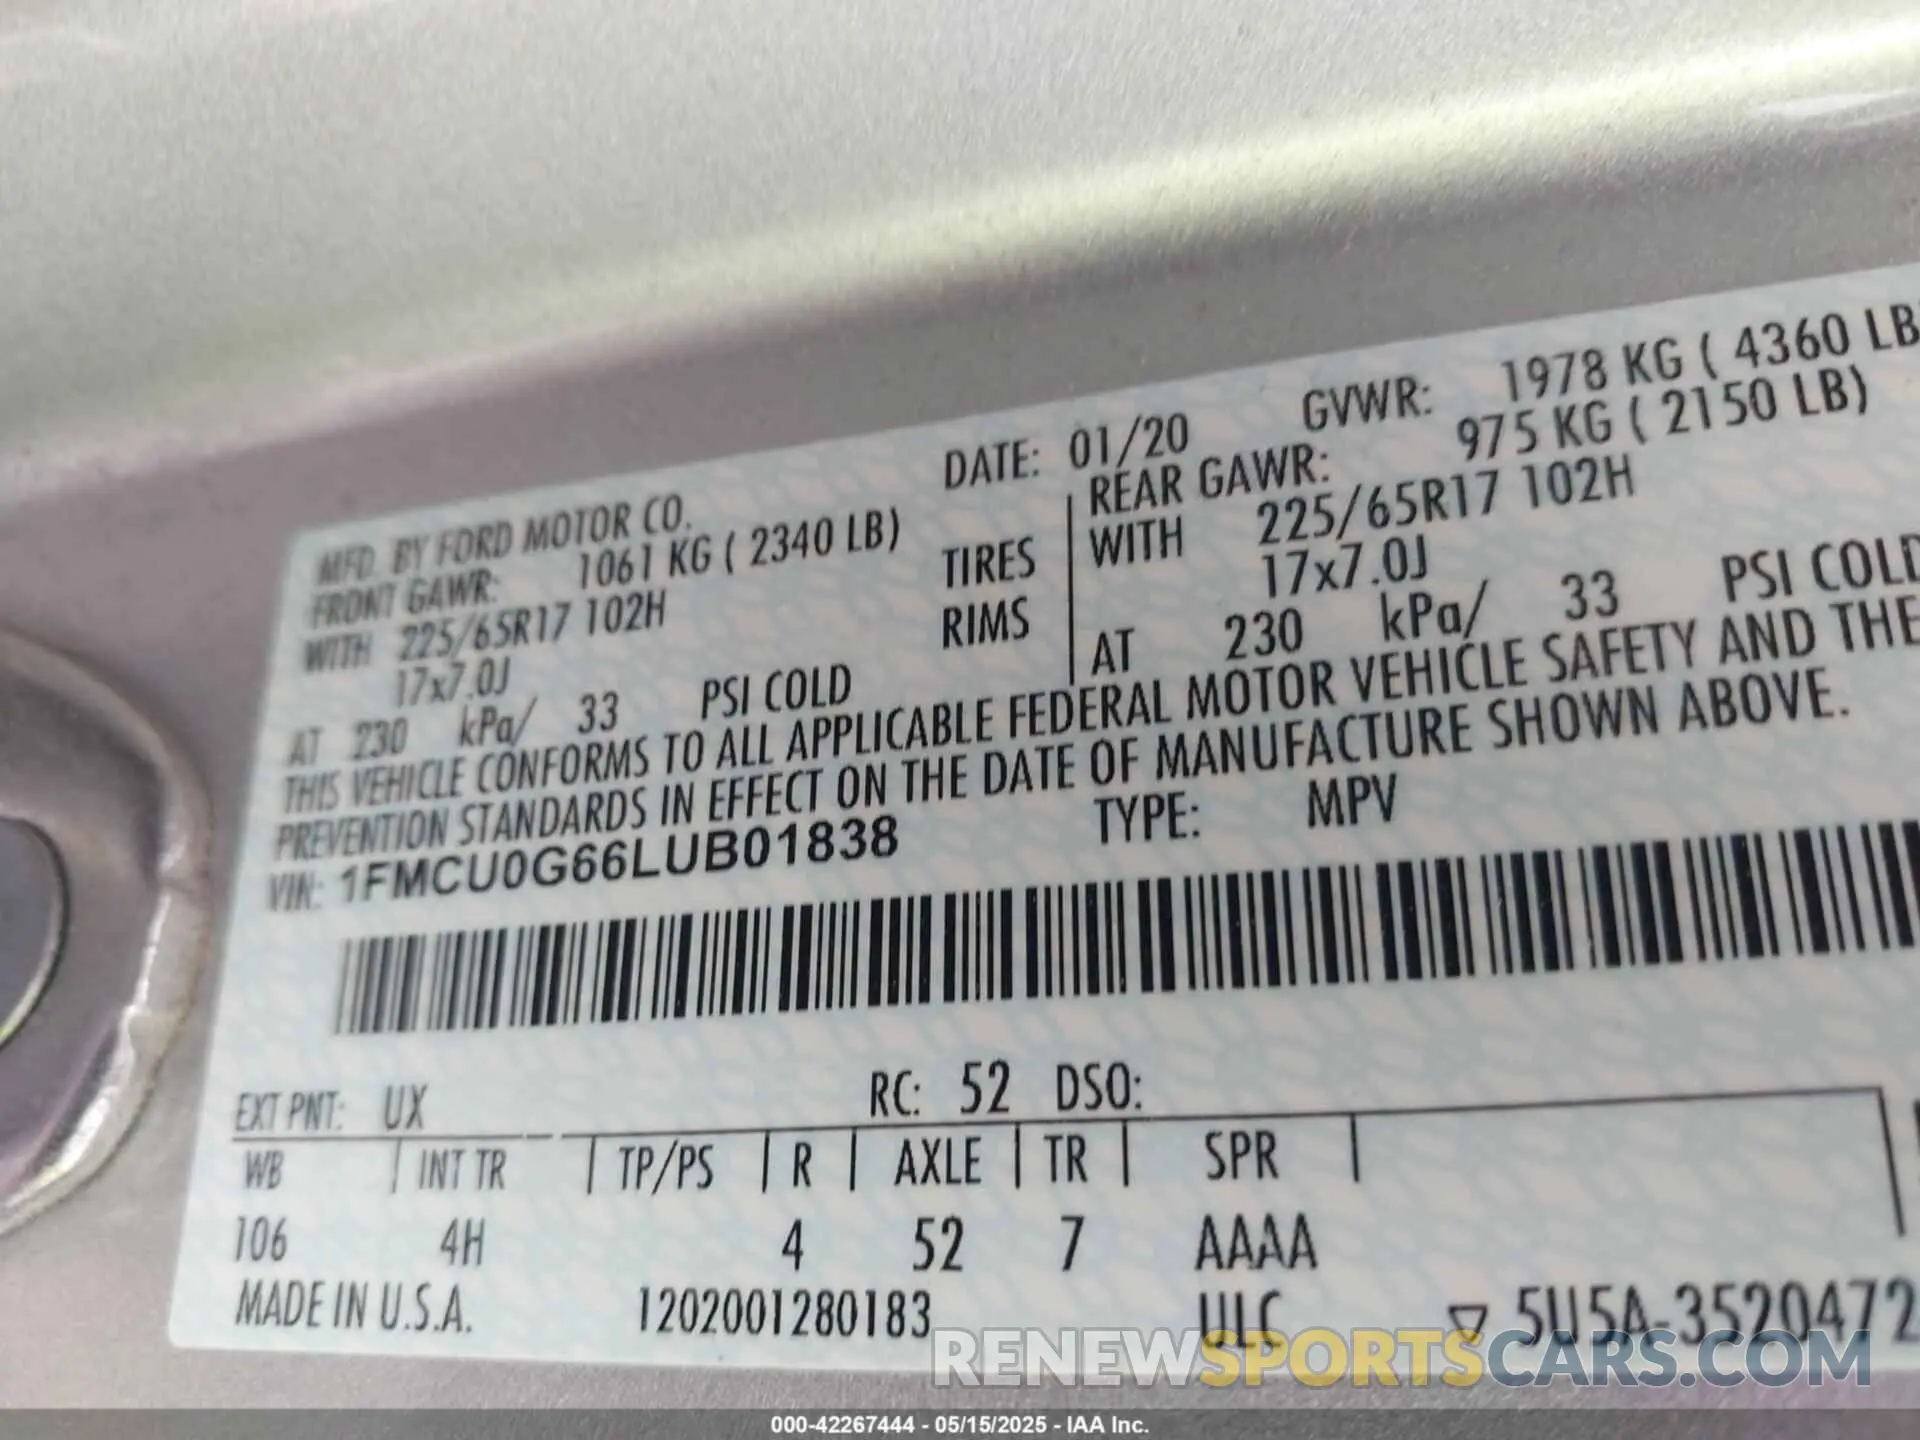 MFD. BY FORD MOTOR CO. DATE: 01/20 GVWR: 1978 KG ( 4360 LB
FRONT GAWR: 1061 KG ( 2340 LB) REAR GAWR: 975 KG ( 2150 LB)
WITH 225/65R17 102H TIRES WITH 225/65R17 102H
17x7.0J RIMS 17x7.0J
AT 230 kPa/ 33 PSI COLD AT 230 kPa/ 33 PSI COLD
THIS VEHICLE CONFORMS TO ALL APPLICABLE FEDERAL MOTOR VEHICLE SAFETY AND THE
PREVENTION STANDARDS IN EFFECT ON THE DATE OF MANUFACTURE SHOWN ABOVE.
VIN: 1FMCU0G66LUB01838 TYPE: MPV
EXT PNT: UX RC: 52 DSO:
WB INT TR TP/PS R AXLE TR SPR
106 4H 4 52 7 AAAA
MADE IN U.S.A. 1202001280183 ULC ▽ 5U5A-3520472
RENEWSPORTSCARS.COM
000-42267444 - 05/15/2025 - IAA Inc.